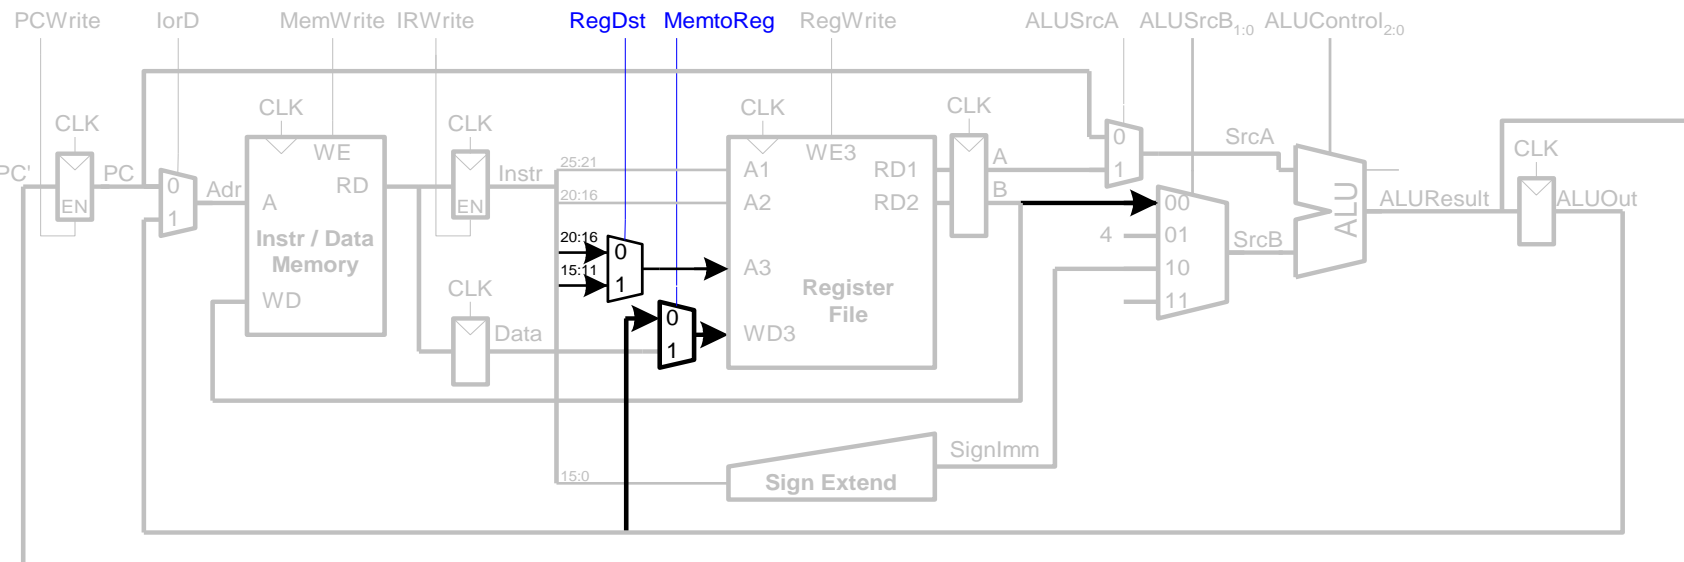 PCWrite IorD MemWrite IRWrite RegDst MemtoReg RegWrite ALUSrcA ALUSrcB1:0 ALUControl2:0
CLK CLK CLK CLK CLK
CLK
CLK
0 SrcA
WE WE3
A
25:21 A1 RD1 1
PC' PC 0 RD Instr
Adr A 20:16 A2 RD2 B 00 ALU ALUResult ALUOut
EN EN
1
Instr / Data
Memory
20:16 0 4 01 SrcB
15:11 1 A3 10
Register
File
WD CLK 11
0 WD3
Data 1
SignImm
15:0 Sign Extend